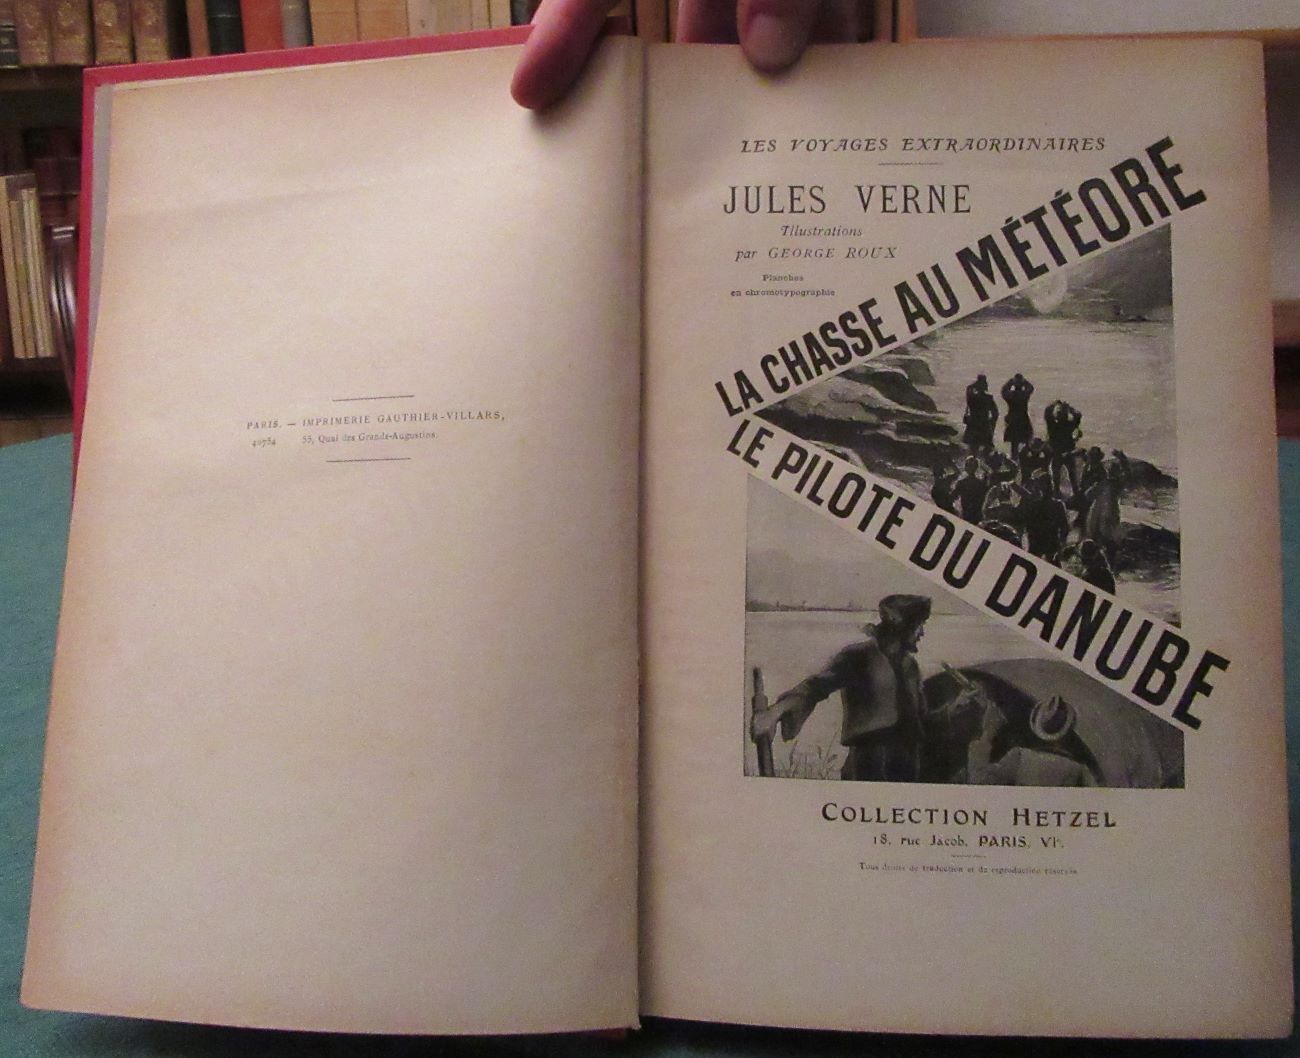 PARIS. — IMPRIMERIE GAUTHIER-VILLARS,
40754 55, Quai des Grands-Augustins.
LES VOYAGES EXTRAORDINAIRES
JULES VERNE
Illustrations
par GEORGE ROUX
Planches
en chromotypographie
LA CHASSE AU MÉTÉORE
LE PILOTE DU DANUBE
COLLECTION HETZEL
18, rue Jacob, PARIS, VIe.
Tous droits de traduction et de reproduction réservés